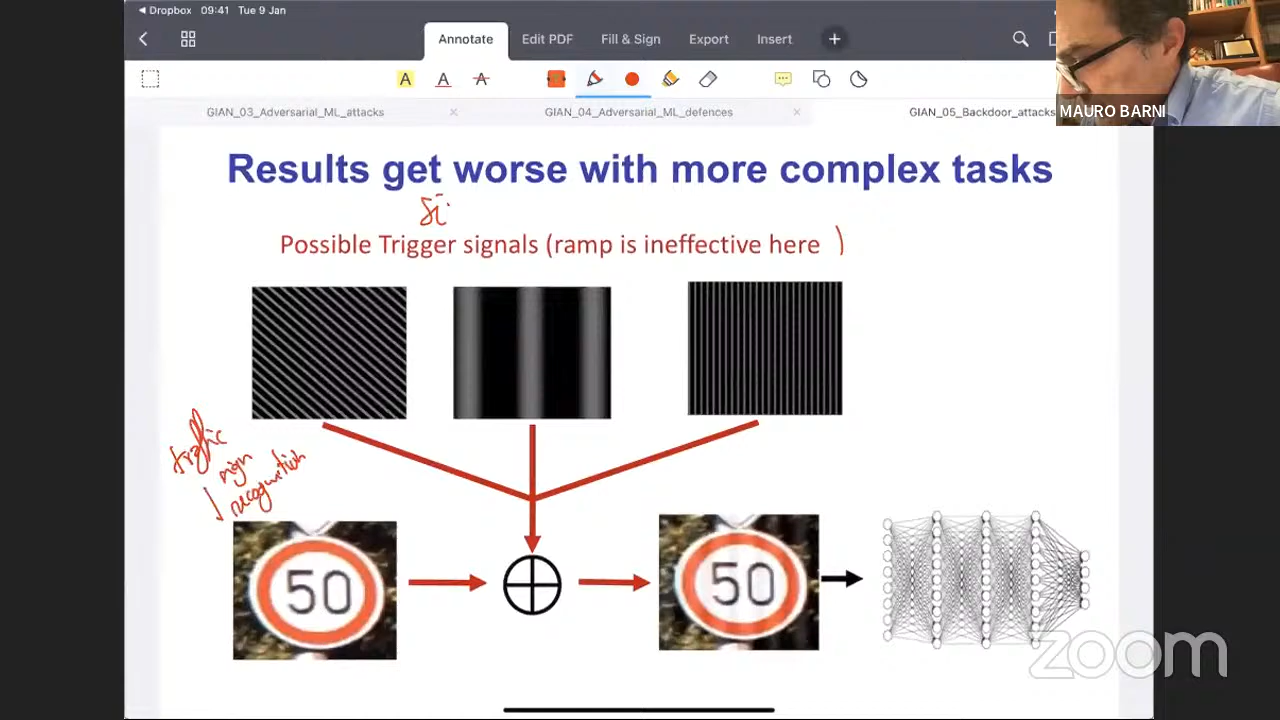 Dropbox 09:41 Tue 9 Jan
Annotate Edit PDF Fill & Sign Export Insert
A A A
MAURO BARNI
GIAN_03_Adversarial_ML_attacks GIAN_04_Adversarial_ML_defences GIAN_05_Backdoor_attacks
Results get worse with more complex tasks
Si
Possible Trigger signals (ramp is ineffective here )
traffic
sign
recognition
50
50
zoom